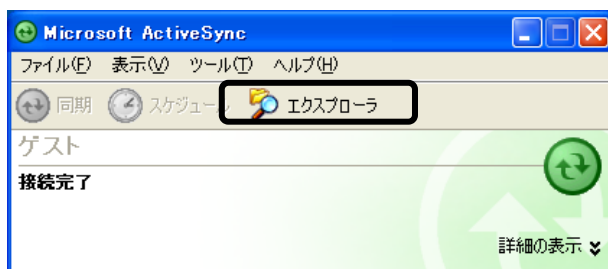 Microsoft ActiveSync
ファイル(F) 表示(V) ツール(T) ヘルプ(H)
同期 スケジュール エクスプローラ
ゲスト
接続完了
詳細の表示